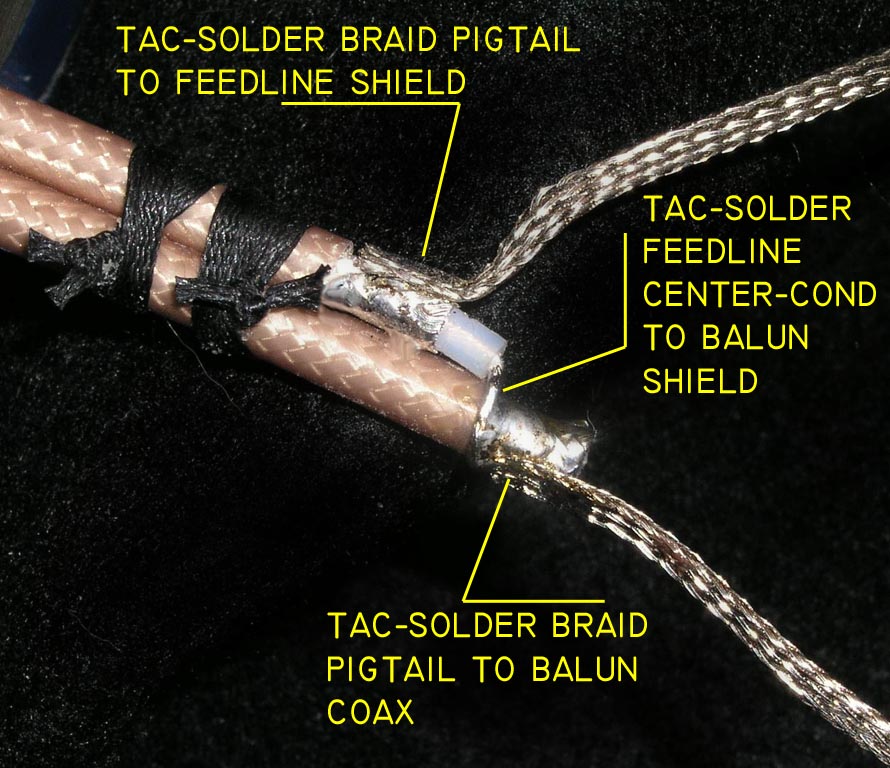 TAC-SOLDER BRAID PIGTAIL
TO FEEDLINE SHIELD
TAC-SOLDER
FEEDLINE
CENTER-COND
TO BALUN
SHIELD
TAC-SOLDER BRAID
PIGTAIL TO BALUN
COAX